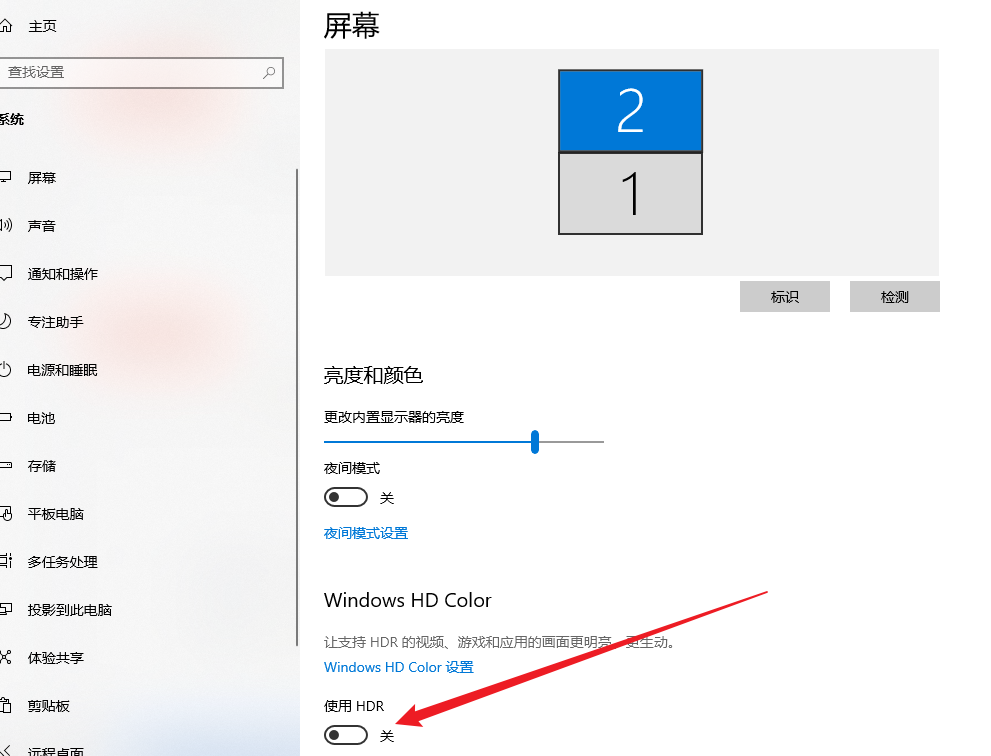 主页
查找设置
系统
屏幕
声音
通知和操作
专注助手
电源和睡眠
电池
存储
平板电脑
多任务处理
投影到此电脑
体验共享
剪贴板
远程桌面
屏幕
2
1
标识
检测
亮度和颜色
更改内置显示器的亮度
夜间模式
关
夜间模式设置
Windows HD Color
让支持 HDR 的视频、游戏和应用的画面更明亮、更生动。
Windows HD Color 设置
使用 HDR
关